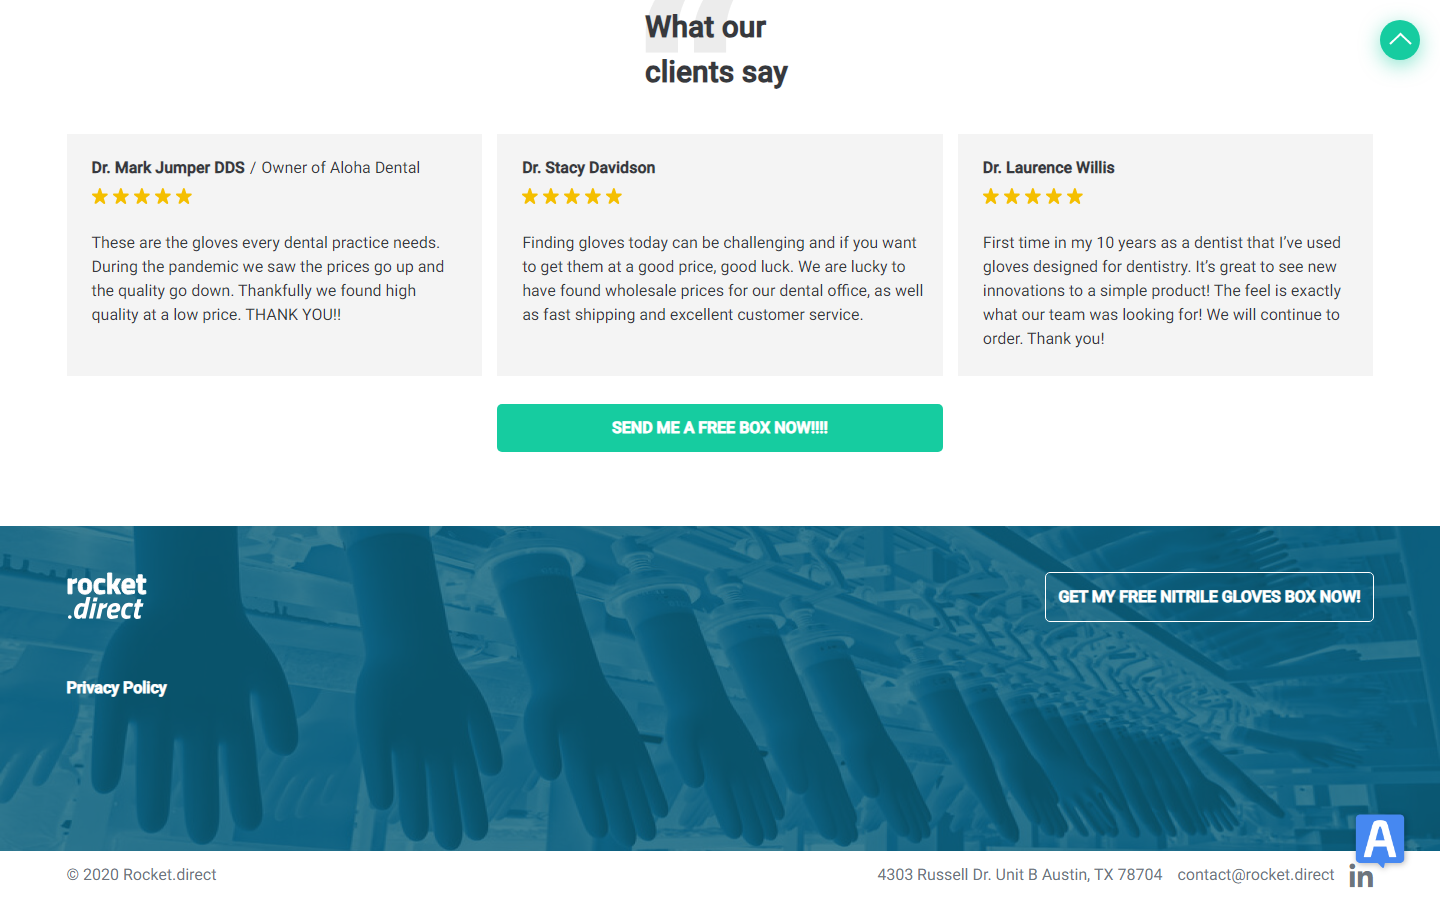 What our
clients say
Dr. Mark Jumper DDS / Owner of Aloha Dental
These are the gloves every dental practice needs.
During the pandemic we saw the prices go up and
the quality go down. Thankfully we found high
quality at a low price. THANK YOU!!
Dr. Stacy Davidson
Finding gloves today can be challenging and if you want
to get them at a good price, good luck. We are lucky to
have found wholesale prices for our dental office, as well
as fast shipping and excellent customer service.
Dr. Laurence Willis
First time in my 10 years as a dentist that I’ve used
gloves designed for dentistry. It’s great to see new
innovations to a simple product! The feel is exactly
what our team was looking for! We will continue to
order. Thank you!
SEND ME A FREE BOX NOW!!!!
rocket
.direct
GET MY FREE NITRILE GLOVES BOX NOW!
Privacy Policy
© 2020 Rocket.direct
4303 Russell Dr. Unit B Austin, TX 78704
contact@rocket.direct
in
A